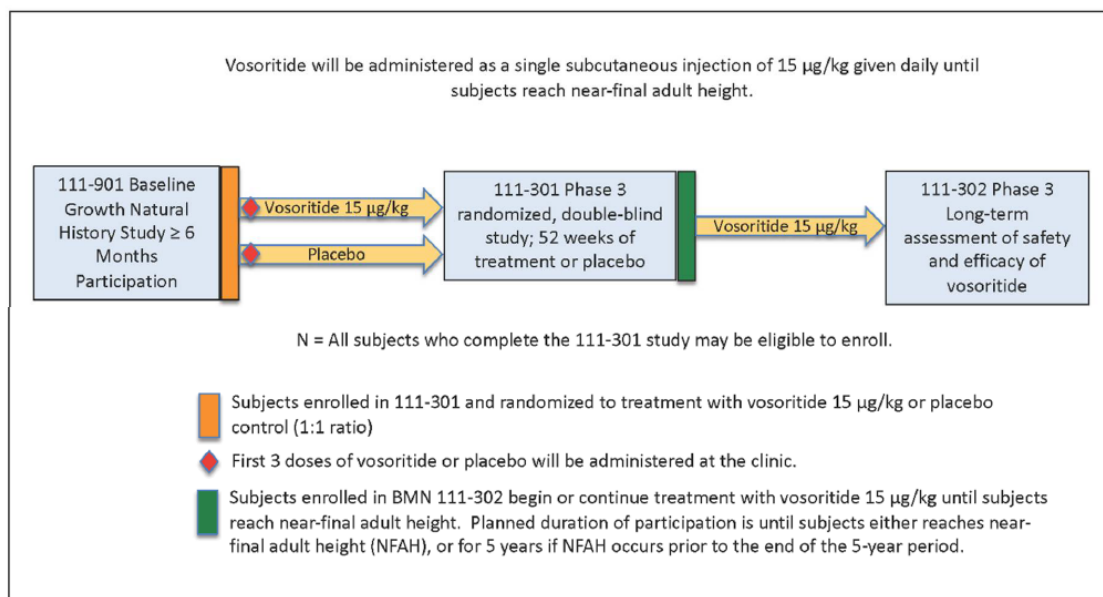 Vosoritide will be administered as a single subcutaneous injection of 15 µg/kg given daily until
subjects reach near-final adult height.
111-901 Baseline
Growth Natural
History Study ≥ 6
Months
Participation
Vosoritide 15 µg/kg
Placebo
111-301 Phase 3
randomized, double-blind
study; 52 weeks of
treatment or placebo
Vosoritide 15 µg/kg
111-302 Phase 3
Long-term
assessment of safety
and efficacy of
vosoritide
N = All subjects who complete the 111-301 study may be eligible to enroll.
Subjects enrolled in 111-301 and randomized to treatment with vosoritide 15 µg/kg or placebo
control (1:1 ratio)
First 3 doses of vosoritide or placebo will be administered at the clinic.
Subjects enrolled in BMN 111-302 begin or continue treatment with vosoritide 15 µg/kg until subjects
reach near-final adult height. Planned duration of participation is until subjects either reaches near-
final adult height (NFAH), or for 5 years if NFAH occurs prior to the end of the 5-year period.